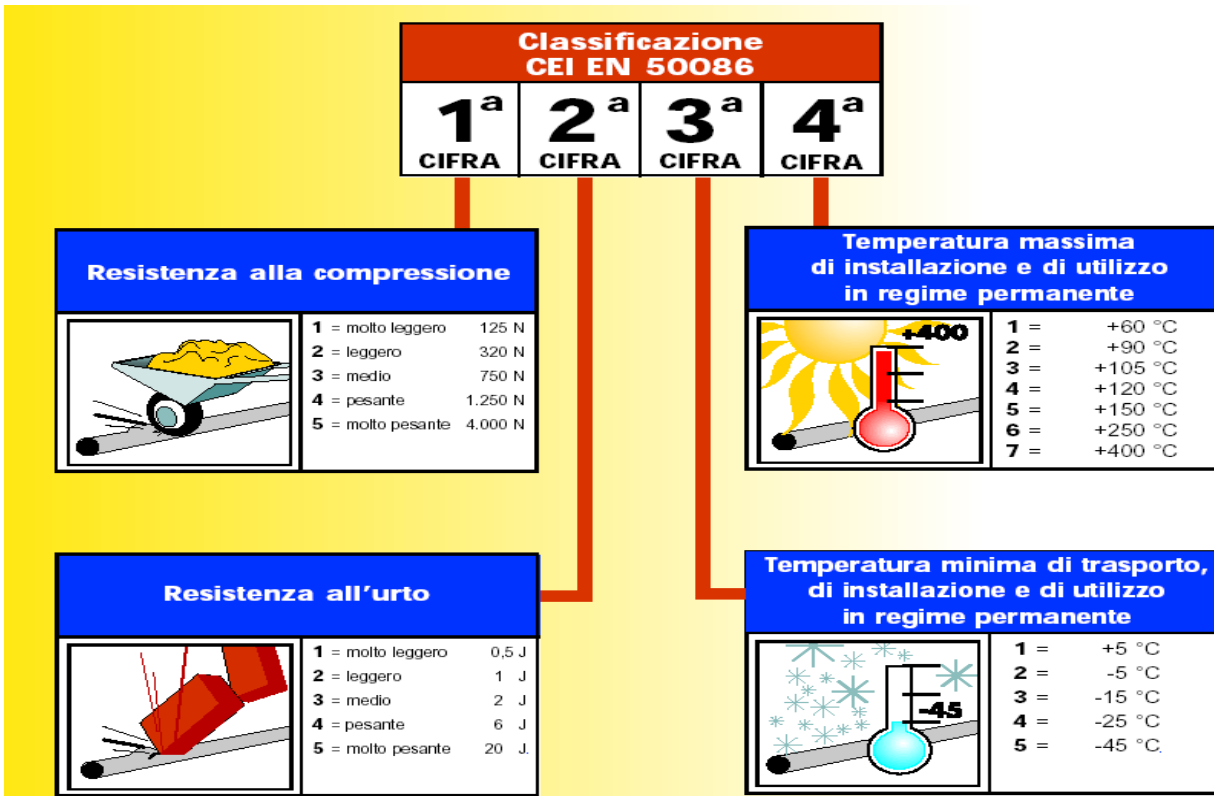 Classificazione
CEI EN 50086
1ª 2ª 3ª 4ª
CIFRA CIFRA CIFRA CIFRA
Resistenza alla compressione
1 = molto leggero 125 N
2 = leggero 320 N
3 = medio 750 N
4 = pesante 1.250 N
5 = molto pesante 4.000 N
Temperatura massima
di installazione e di utilizzo
in regime permanente
+400
1 = +60 °C
2 = +90 °C
3 = +105 °C
4 = +120 °C
5 = +150 °C
6 = +250 °C
7 = +400 °C
Resistenza all'urto
1 = molto leggero 0,5 J
2 = leggero 1 J
3 = medio 2 J
4 = pesante 6 J
5 = molto pesante 20 J.
Temperatura minima di trasporto,
di installazione e di utilizzo
in regime permanente
-45
1 = +5 °C
2 = -5 °C
3 = -15 °C
4 = -25 °C
5 = -45 °C.